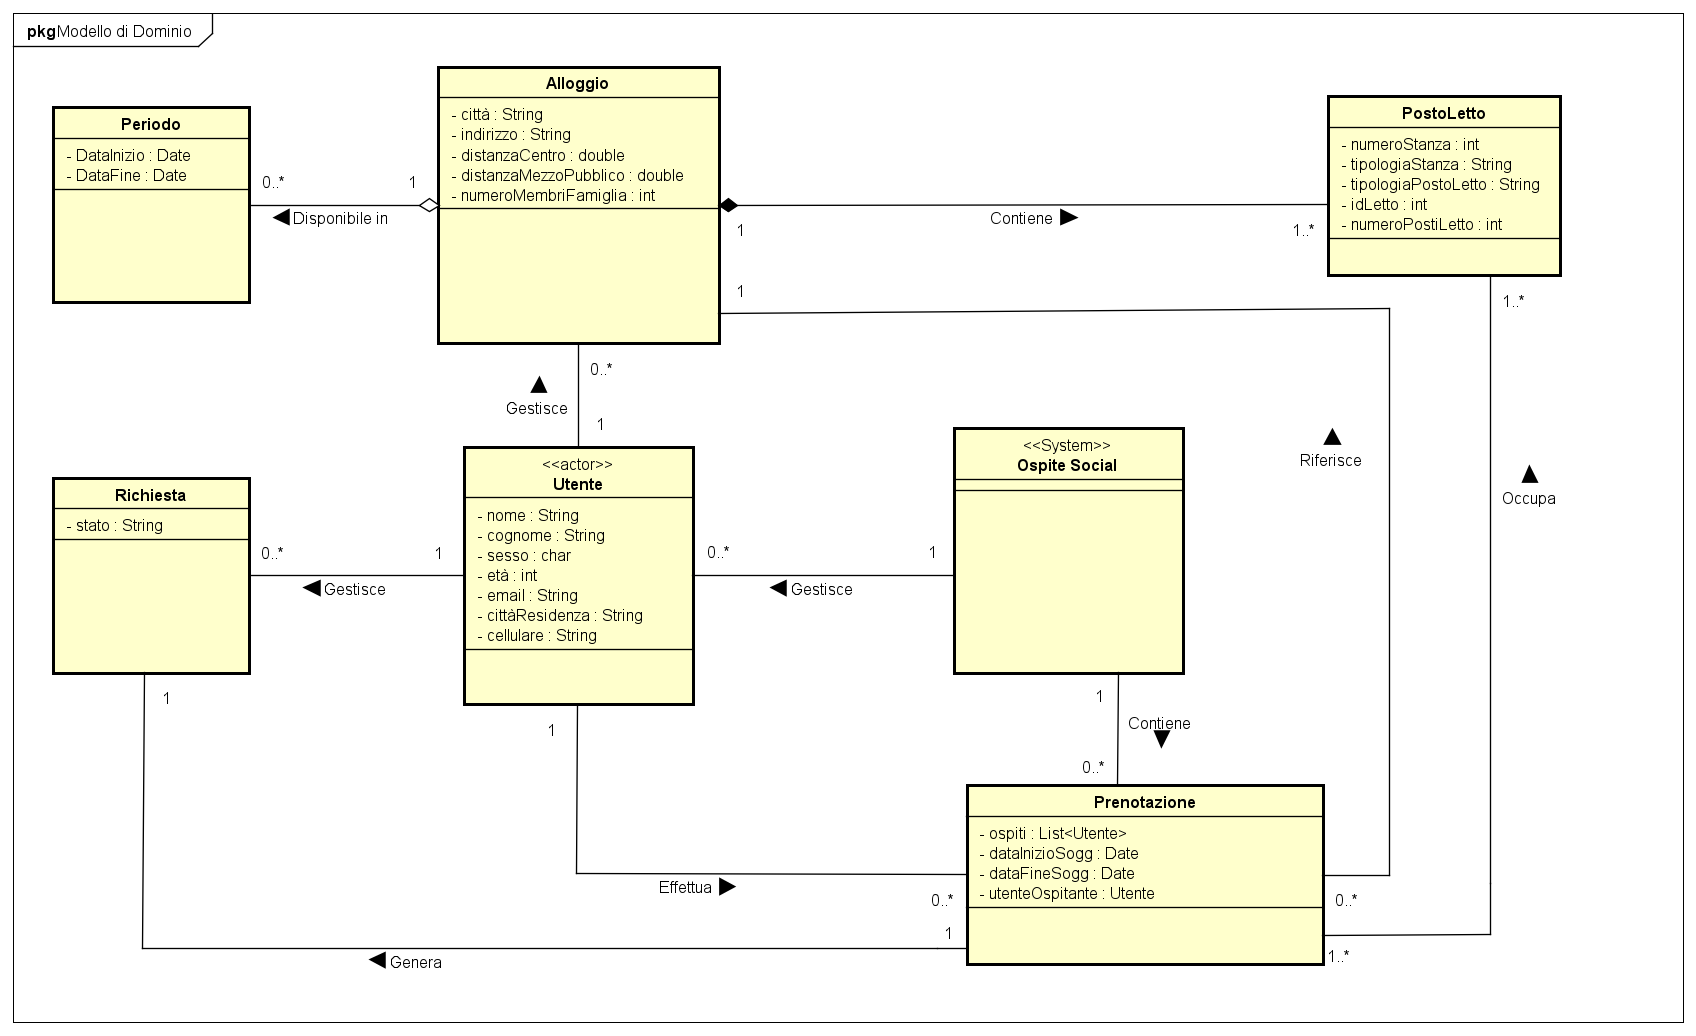 pkg Modello di Dominio
Alloggio
- città : String
- indirizzo : String
- distanzaCentro : double
- distanzaMezzoPubblico : double
- numeroMembriFamiglia : int
Periodo
- DataInizio : Date
- DataFine : Date
PostoLetto
- numeroStanza : int
- tipologiaStanza : String
- tipologiaPostoLetto : String
- idLetto : int
- numeroPostiLetto : int
0..*
1
Disponibile in
Contiene
1
1..*
1
1..*
0..*
Gestisce
1
<<actor>>
Utente
- nome : String
- cognome : String
- sesso : char
- età : int
- email : String
- cittàResidenza : String
- cellulare : String
<<System>>
Ospite Social
Riferisce
Occupa
Richiesta
- stato : String
0..*
1
Gestisce
0..*
1
Gestisce
1
1
1
Contiene
0..*
Prenotazione
- ospiti : List<Utente>
- dataInizioSogg : Date
- dataFineSogg : Date
- utenteOspitante : Utente
Effettua
0..*
0..*
1
Genera
1..*